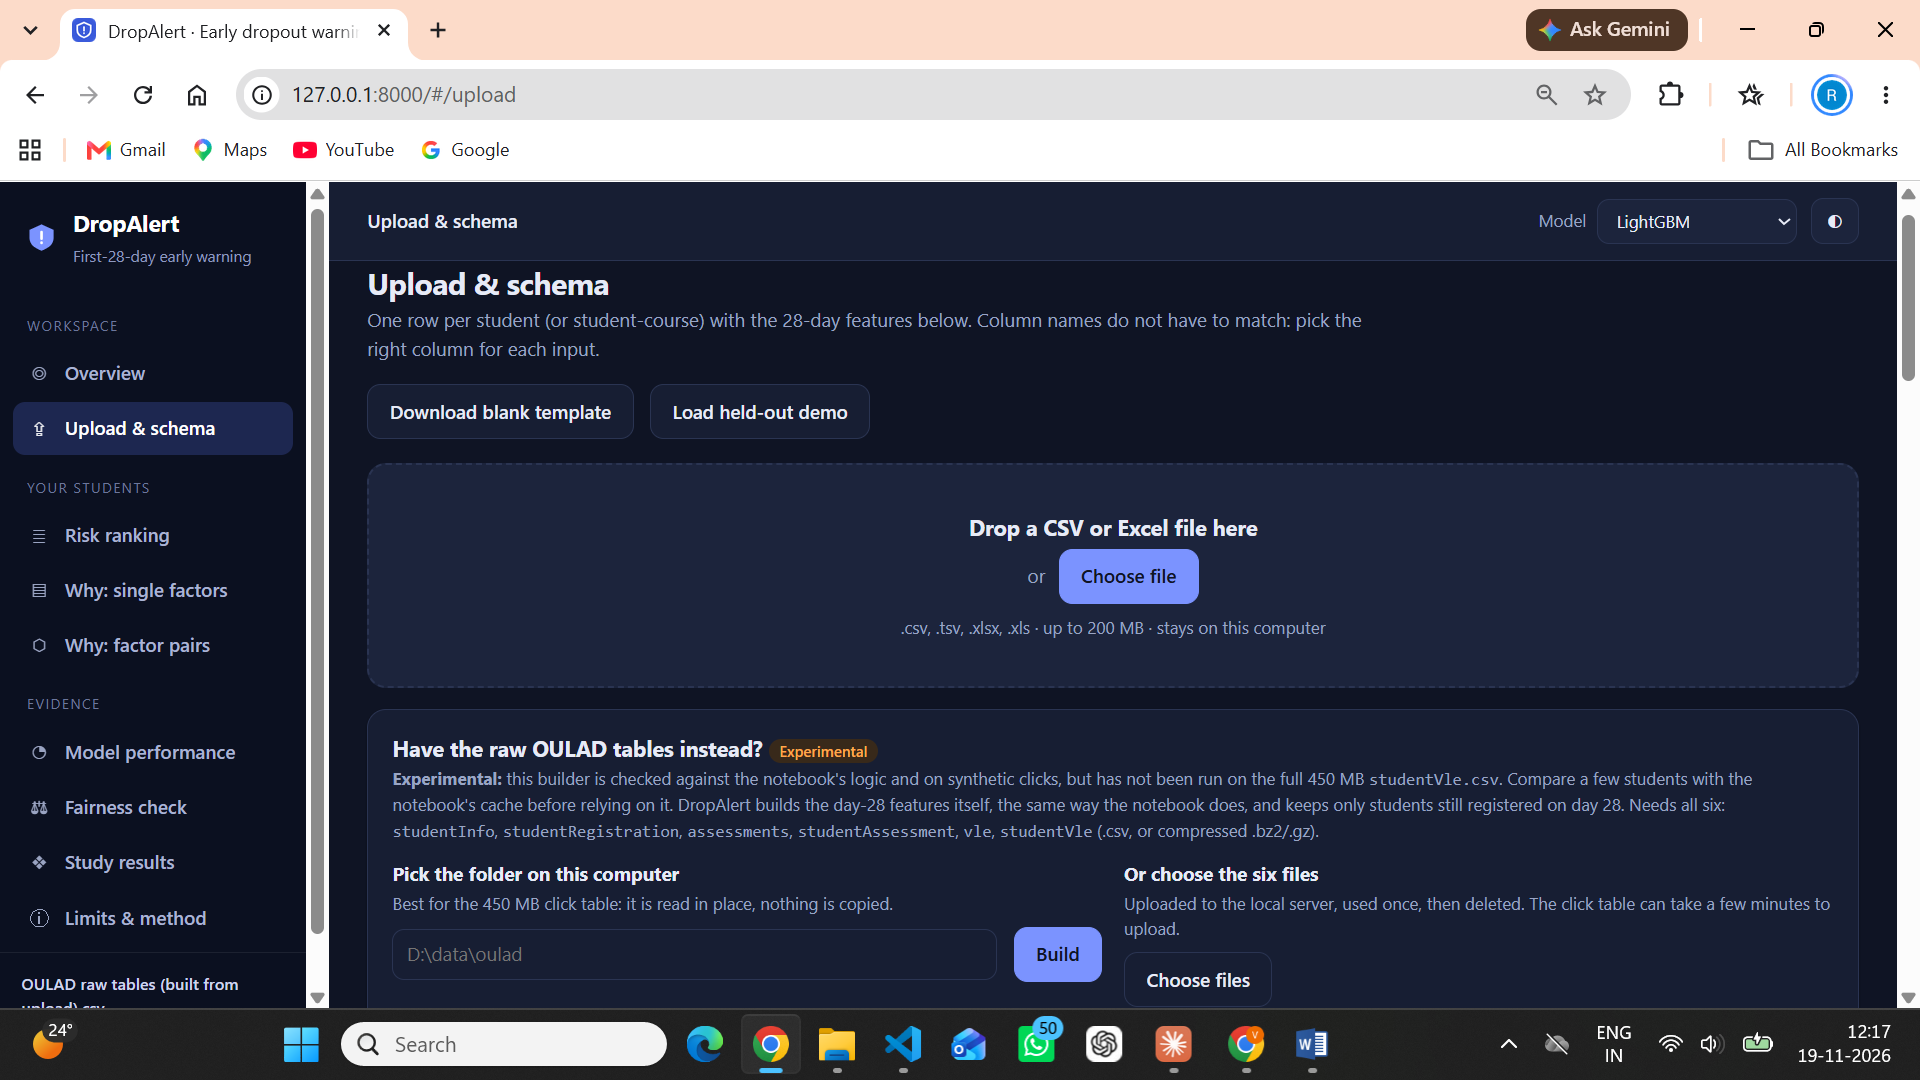 DropAlert · Early dropout warni
Ask Gemini
127.0.0.1:8000/#/upload
R
Gmail
Maps
YouTube
Google
All Bookmarks
DropAlert
First-28-day early warning
WORKSPACE
Overview
Upload & schema
YOUR STUDENTS
Risk ranking
Why: single factors
Why: factor pairs
EVIDENCE
Model performance
Fairness check
Study results
Limits & method
OULAD raw tables (built from
upload).csv
Upload & schema
Model
LightGBM
Upload & schema
One row per student (or student-course) with the 28-day features below. Column names do not have to match: pick the
right column for each input.
Download blank template
Load held-out demo
Drop a CSV or Excel file here
or
Choose file
.csv, .tsv, .xlsx, .xls · up to 200 MB · stays on this computer
Have the raw OULAD tables instead? Experimental
Experimental: this builder is checked against the notebook's logic and on synthetic clicks, but has not been run on the full 450 MB studentVle.csv. Compare a few students with the
notebook's cache before relying on it. DropAlert builds the day-28 features itself, the same way the notebook does, and keeps only students still registered on day 28. Needs all six:
studentInfo, studentRegistration, assessments, studentAssessment, vle, studentVle (.csv, or compressed .bz2/.gz).
Pick the folder on this computer
Best for the 450 MB click table: it is read in place, nothing is copied.
D:\data\oulad
Build
Or choose the six files
Uploaded to the local server, used once, then deleted. The click table can take a few minutes to
upload.
Choose files
24°
Search
50
V
W
ENG
IN
12:17
19-11-2026